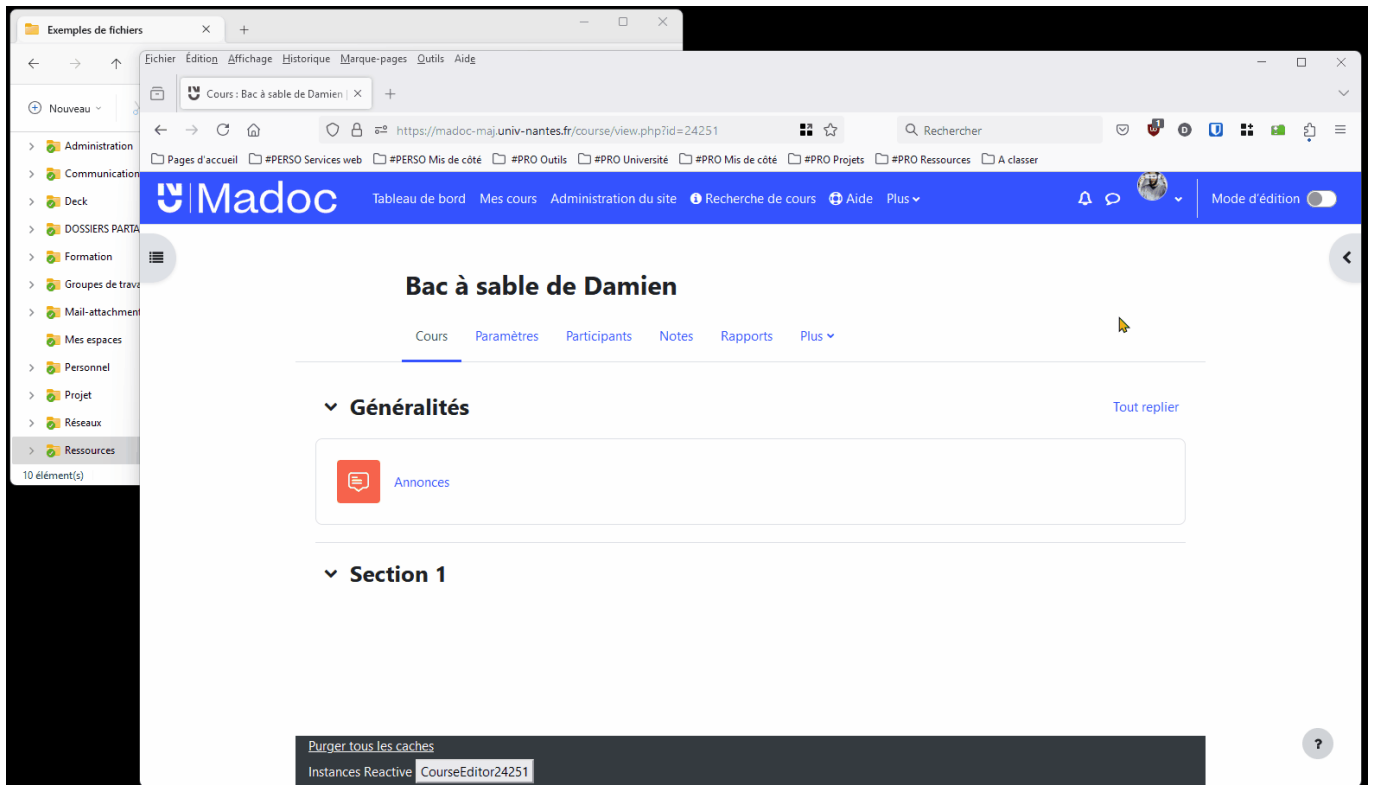 Exemples de fichiers
Nouveau
Administration
Communication
Deck
DOSSIERS PARTA
Formation
Groupes de trava
Mail-attachment
Mes espaces
Personnel
Projet
Réseaux
Ressources
10 élément(s)
Fichier Édition Affichage Historique Marque-pages Outils Aide
Cours : Bac à sable de Damien |
https://madoc-maj.univ-nantes.fr/course/view.php?id=24251
Rechercher
1
Pages d'accueil #PERSO Services web #PERSO Mis de côté #PRO Outils #PRO Université #PRO Mis de côté #PRO Projets #PRO Ressources A classer
Madoc
Tableau de bord Mes cours Administration du site Recherche de cours Aide Plus
Mode d'édition
Bac à sable de Damien
Cours Paramètres Participants Notes Rapports Plus
Généralités
Tout replier
Annonces
Section 1
Purger tous les caches
Instances Reactive CourseEditor24251
?